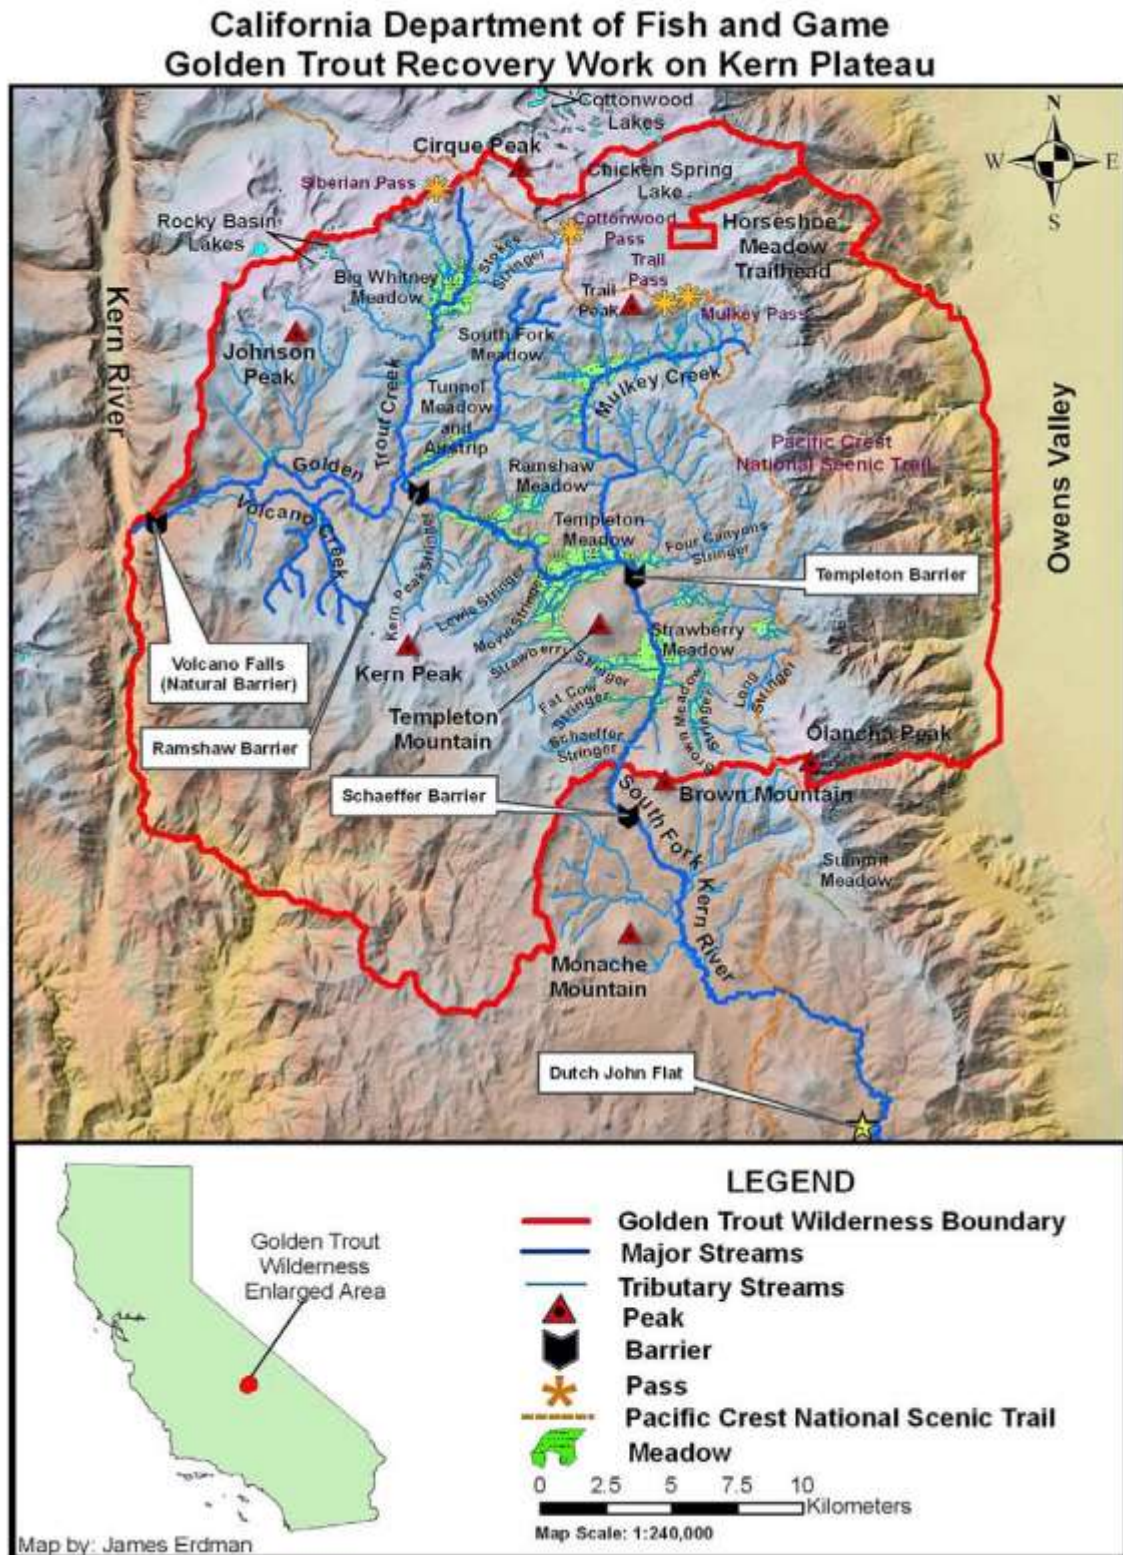 California Department of Fish and Game
Golden Trout Recovery Work on Kern Plateau
Cottonwood
Lakes
N
W
E
S
Cirque Peak
Chicken Spring
Lake
Siberian Pass
Rocky Basin
Lakes
Cottonwood
Pass
Horseshoe
Meadow
Trailhead
Big Whitney
Meadow
Stokes
Stringer
Trail
Pass
Trail
Peak
Mulkey Pass
Kern River
Johnson
Peak
South Fork
Meadow
Mulkey Creek
Trout Creek
Tunnel
Meadow
and
Airstrip
Owens Valley
Pacific Crest
National Scenic Trail
Golden
Ramshaw
Meadow
Volcano Creek
Templeton
Meadow
Four Canyons
Stringer
Templeton Barrier
Kern Peak Stringer
Lewis Stringer
Movie Stringer
Strawberry Stringer
Strawberry
Meadow
Volcano Falls
(Natural Barrier)
Kern Peak
Fat Cow
Stringer
Long
Stringer
Brown Meadow
Stringer
Templeton
Mountain
Ramshaw Barrier
Schaeffer
Stringer
Olancha Peak
Schaeffer Barrier
Brown Mountain
South Fork Kern River
Summit
Meadow
Monache
Mountain
Dutch John Flat
Golden Trout
Wilderness
Enlarged Area
Map by: James Erdman
LEGEND
Golden Trout Wilderness Boundary
Major Streams
Tributary Streams
Peak
Barrier
Pass
Pacific Crest National Scenic Trail
Meadow
0 2.5 5 7.5 10
Kilometers
Map Scale: 1:240,000